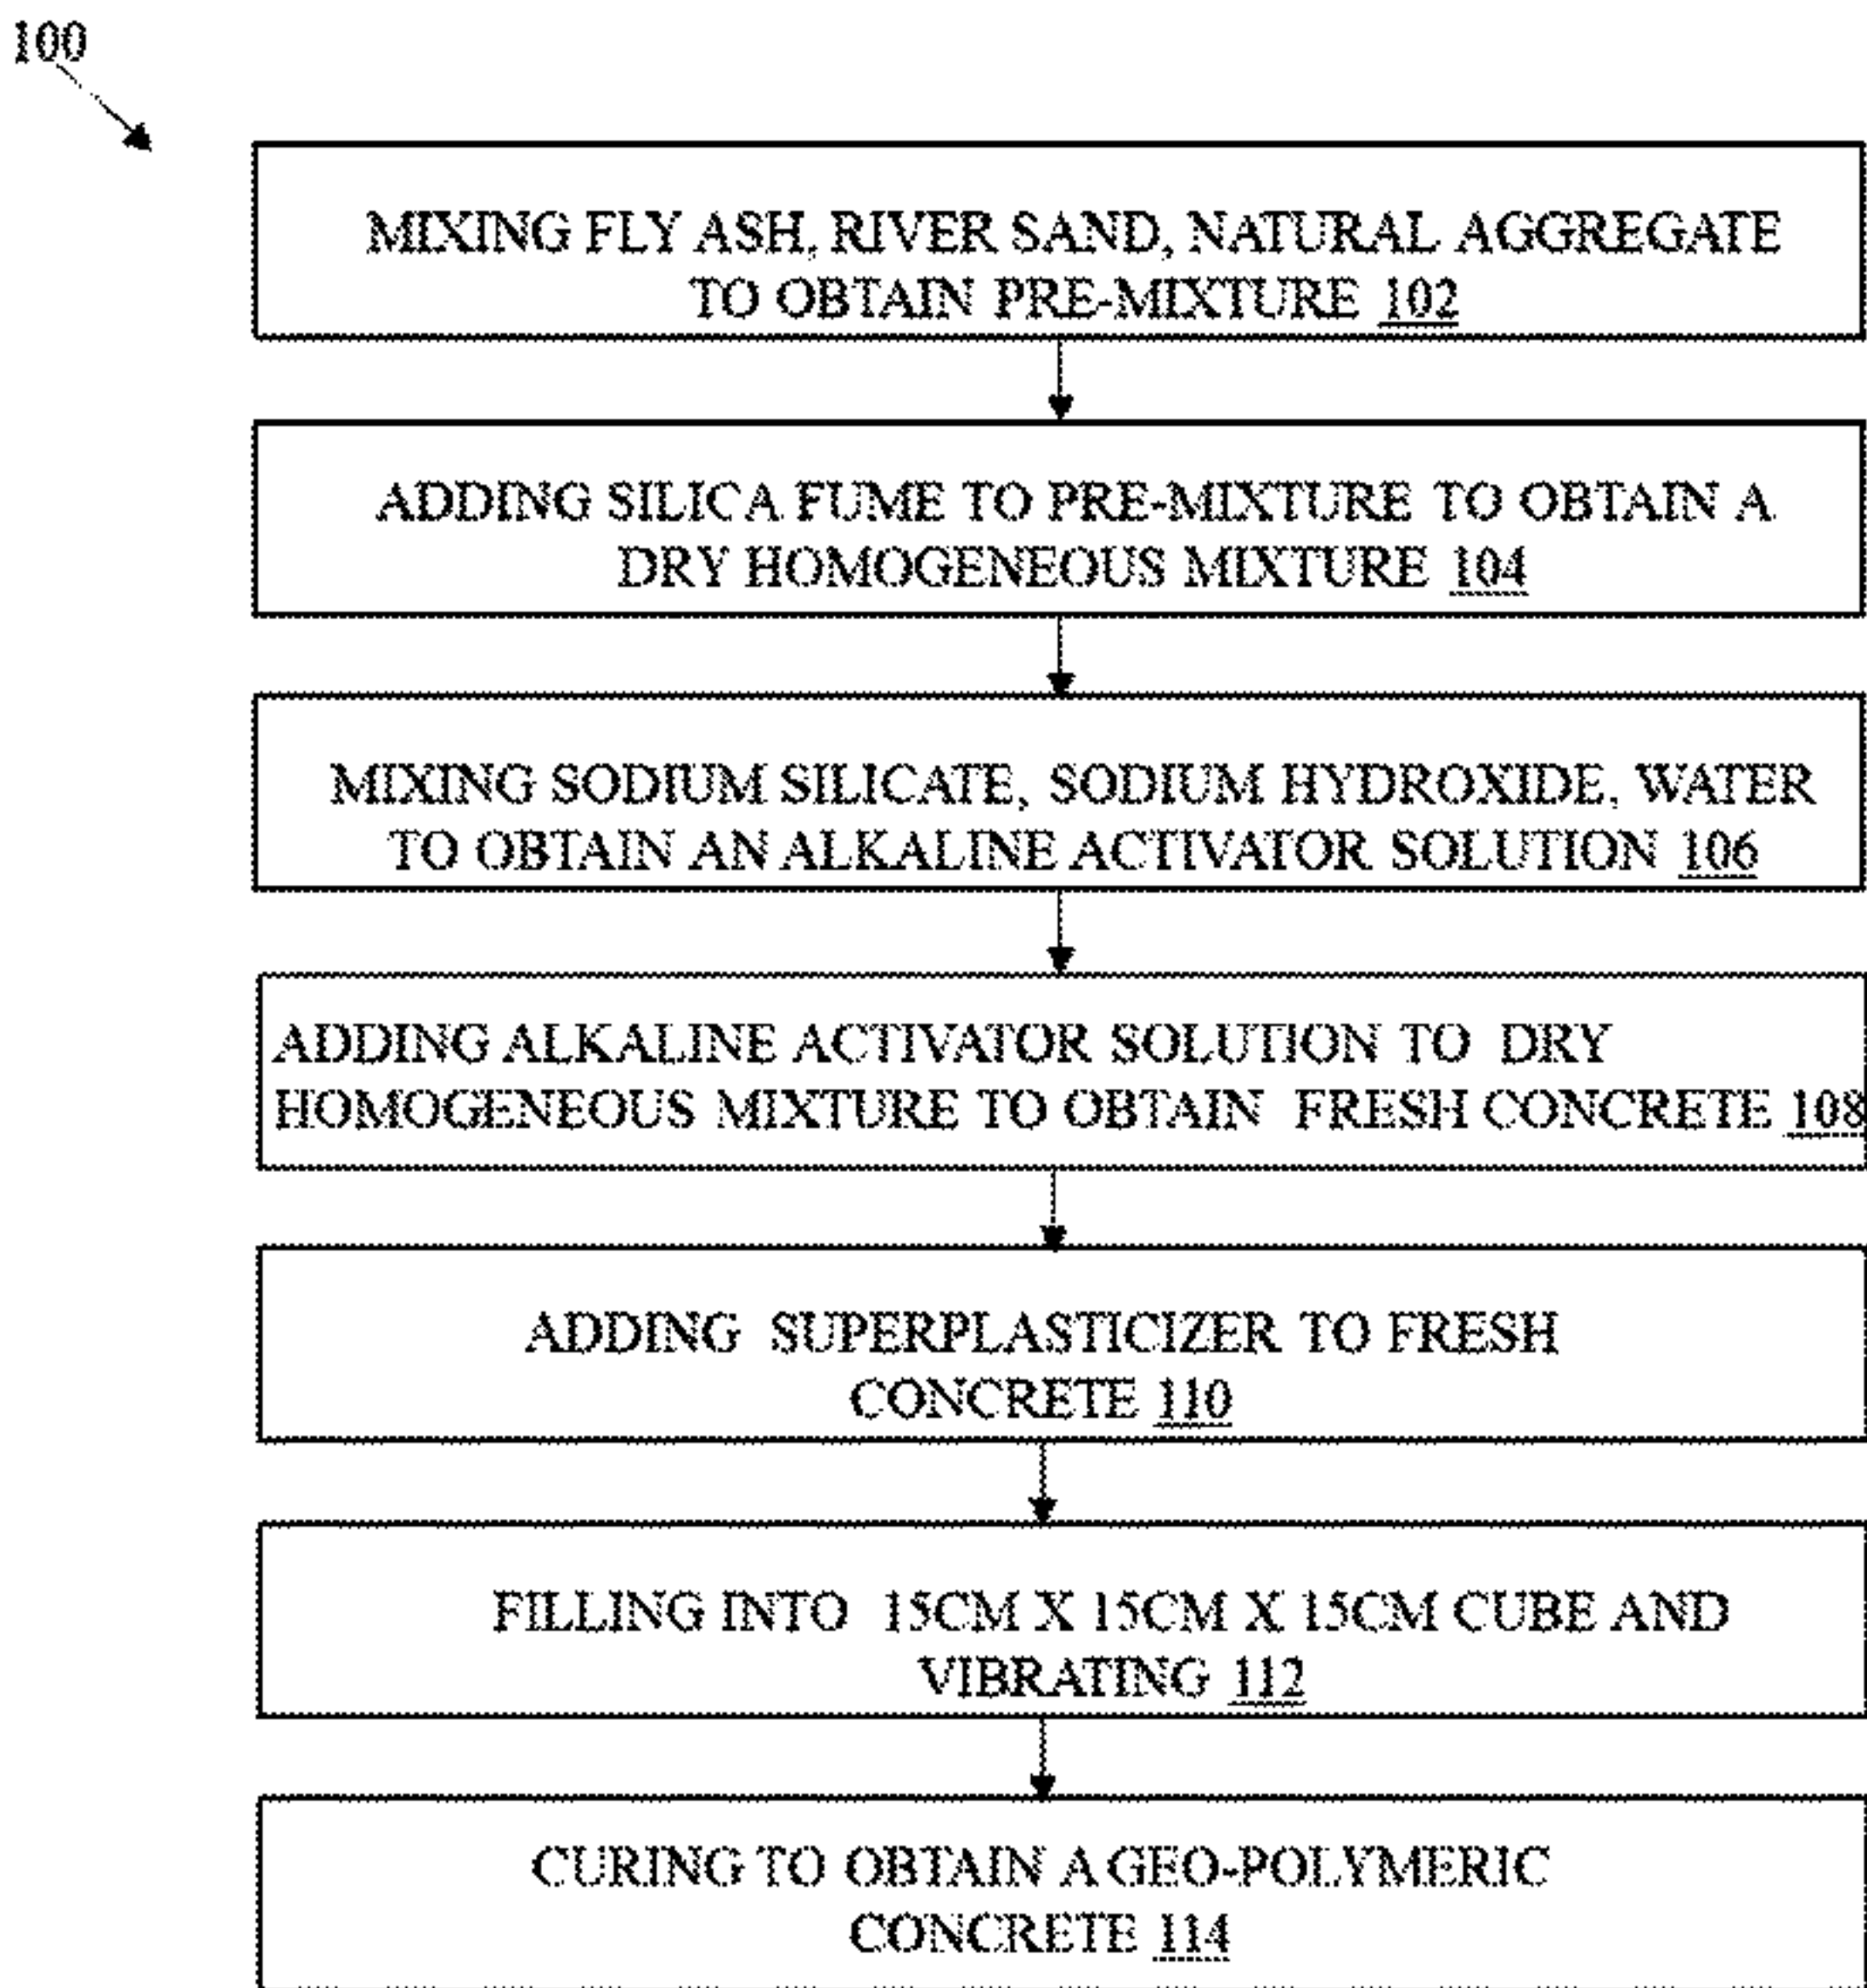 100
MIXING FLY ASH, RIVER SAND, NATURAL AGGREGATE
TO OBTAIN PRE-MIXTURE 102
ADDING SILICA FUME TO PRE-MIXTURE TO OBTAIN A
DRY HOMOGENEOUS MIXTURE 104
MIXING SODIUM SILICATE, SODIUM HYDROXIDE, WATER
TO OBTAIN AN ALKALINE ACTIVATOR SOLUTION 106
ADDING ALKALINE ACTIVATOR SOLUTION TO DRY
HOMOGENEOUS MIXTURE TO OBTAIN FRESH CONCRETE 108
ADDING SUPERPLASTICIZER TO FRESH
CONCRETE 110
FILLING INTO 15CM X 15CM X 15CM CUBE AND
VIBRATING 112
CURING TO OBTAIN A GEO-POLYMERIC
CONCRETE 114